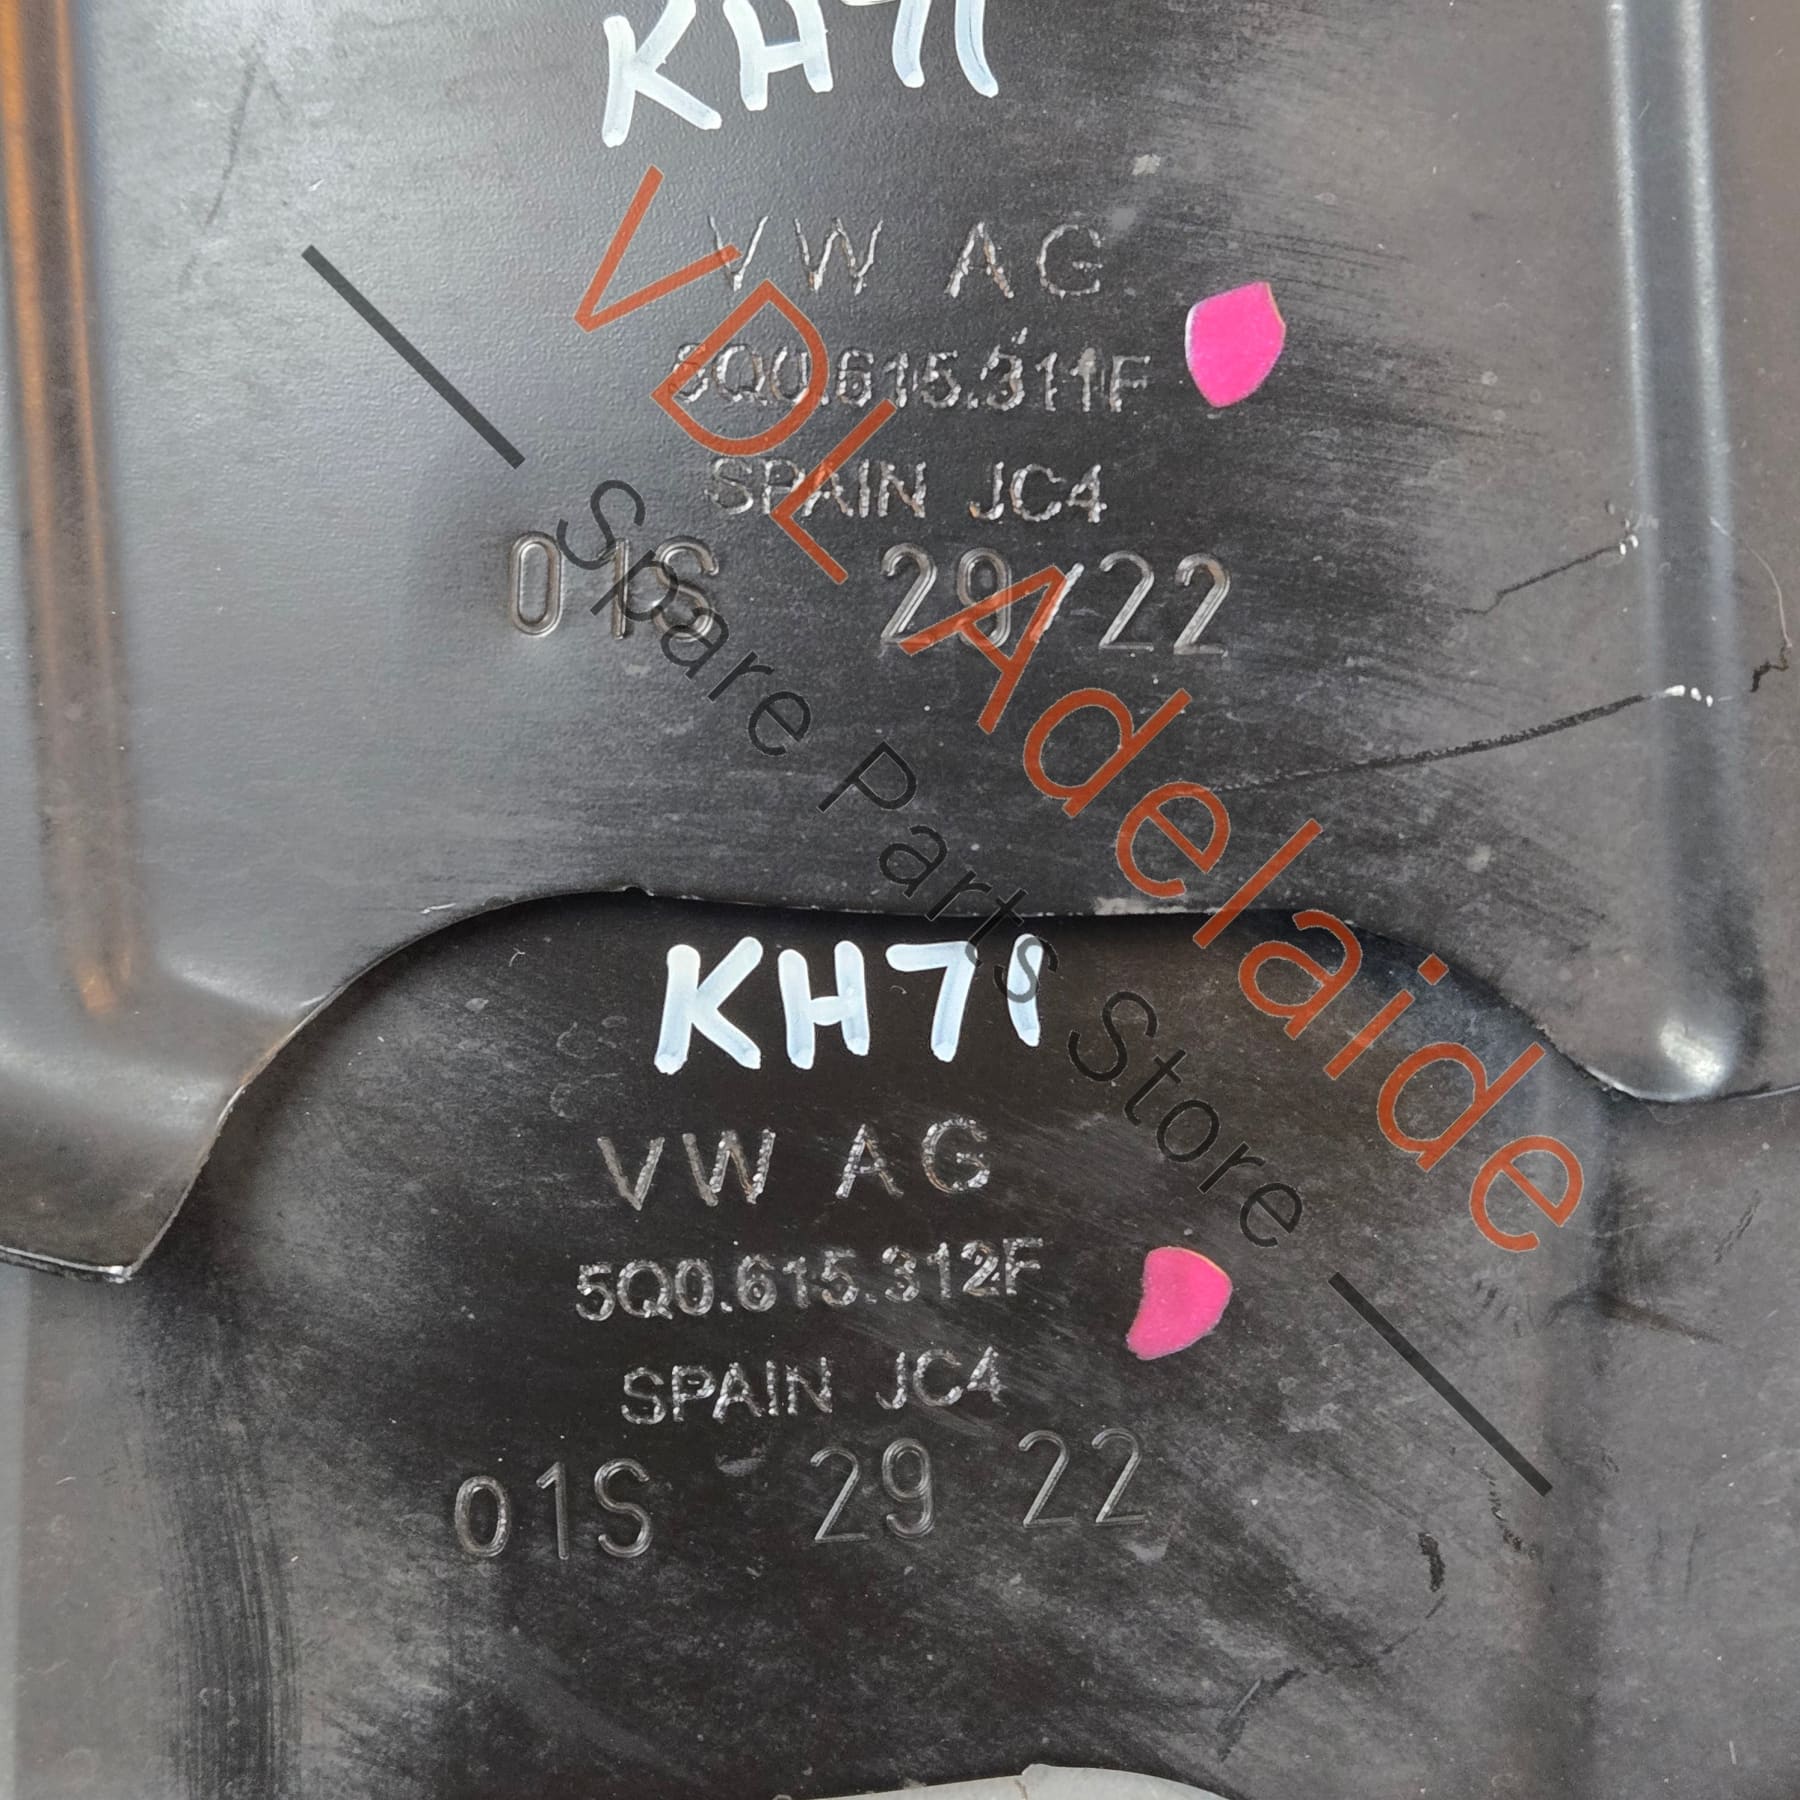 KH71
VW AG
5Q0.615.311F
SPAIN JC4
01S 29/22
VDL Adelaide
Spare Parts Store
KH71
VW AG
5Q0.615.312F
SPAIN JC4
01S 29 22